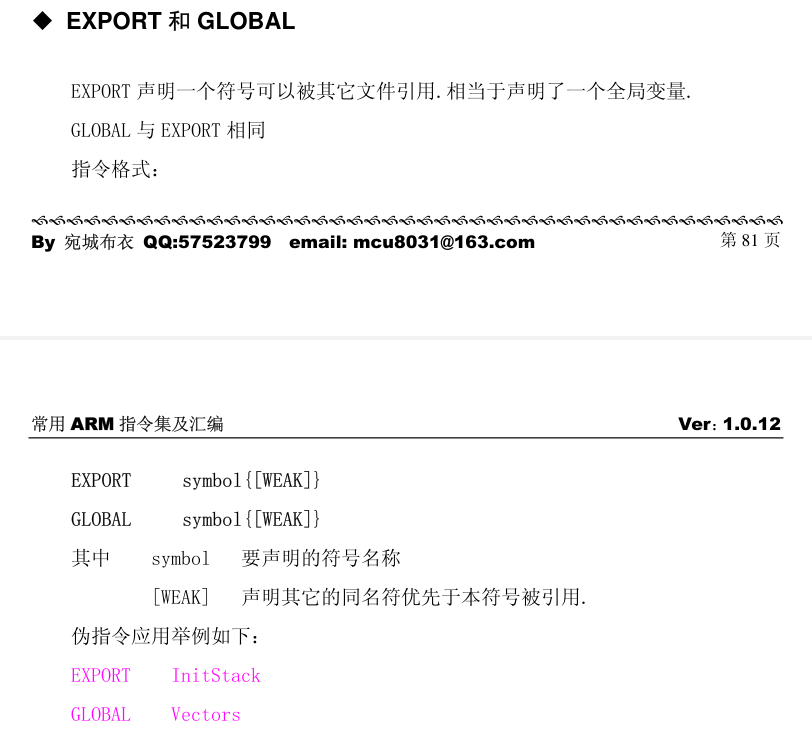 ◆ EXPORT 和 GLOBAL
EXPORT 声明一个符号可以被其它文件引用.相当于声明了一个全局变量.
GLOBAL 与 EXPORT 相同
指令格式：
By 宛城布衣 QQ:57523799 email: mcu8031@163.com 第 81 页
常用 ARM 指令集及汇编 Ver：1.0.12
EXPORT symbol{[WEAK]}
GLOBAL symbol{[WEAK]}
其中 symbol 要声明的符号名称
[WEAK] 声明其它的同名符优先于本符号被引用.
伪指令应用举例如下：
EXPORT InitStack
GLOBAL Vectors